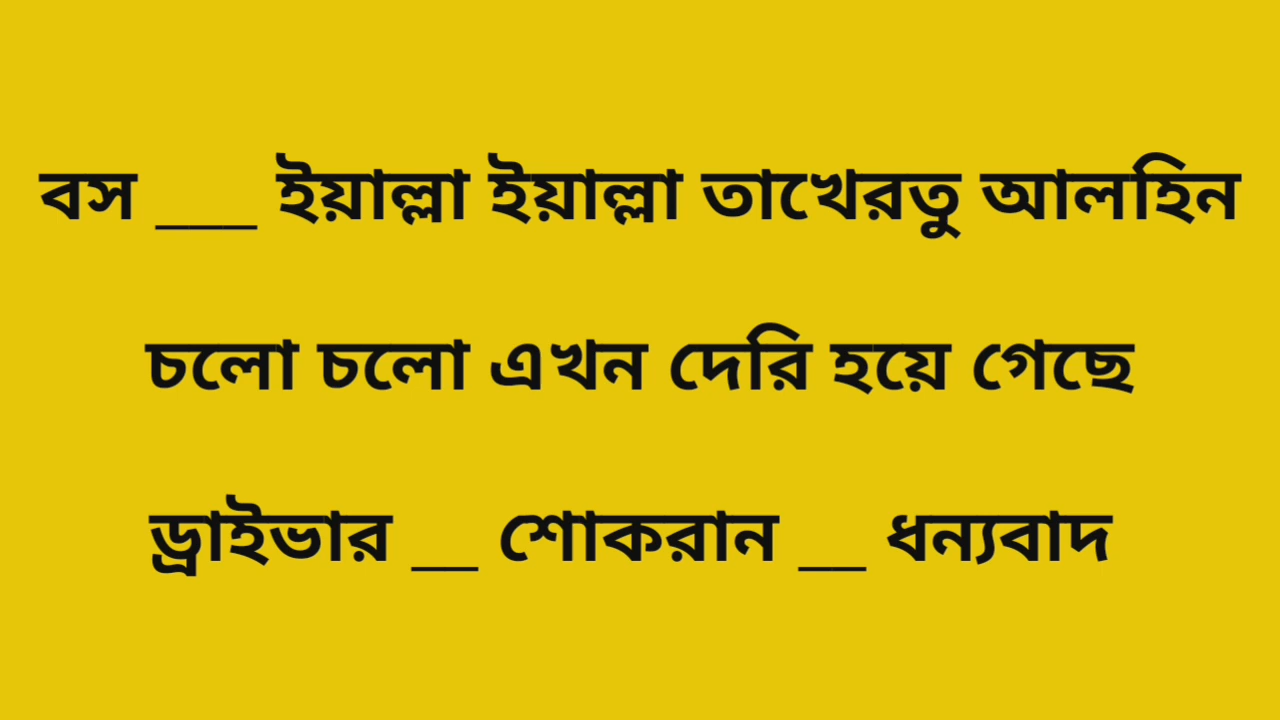 বস ___ ইয়াল্লা ইয়াল্লা তাখেরতু আলহিন
চলো চলো এখন দেরি হয়ে গেছে
ড্রাইভার __ শোকরান __ ধন্যবাদ